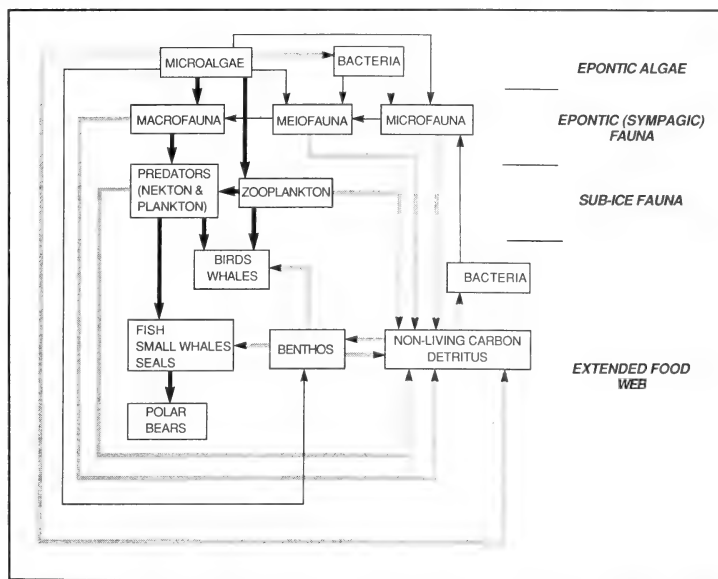 MICROALGAE
BACTERIA
EPONTIC ALGAE
MACROFAUNA
MEIOFAUNA
MICROFAUNA
EPONTIC (SYMPAGIC)
FAUNA
PREDATORS
(NEKTON &
PLANKTON)
ZOOPLANKTON
SUB-ICE FAUNA
BIRDS
WHALES
BACTERIA
FISH
SMALL WHALES
SEALS
BENTHOS
NON-LIVING CARBON
DETRITUS
EXTENDED FOOD
WEB
POLAR
BEARS